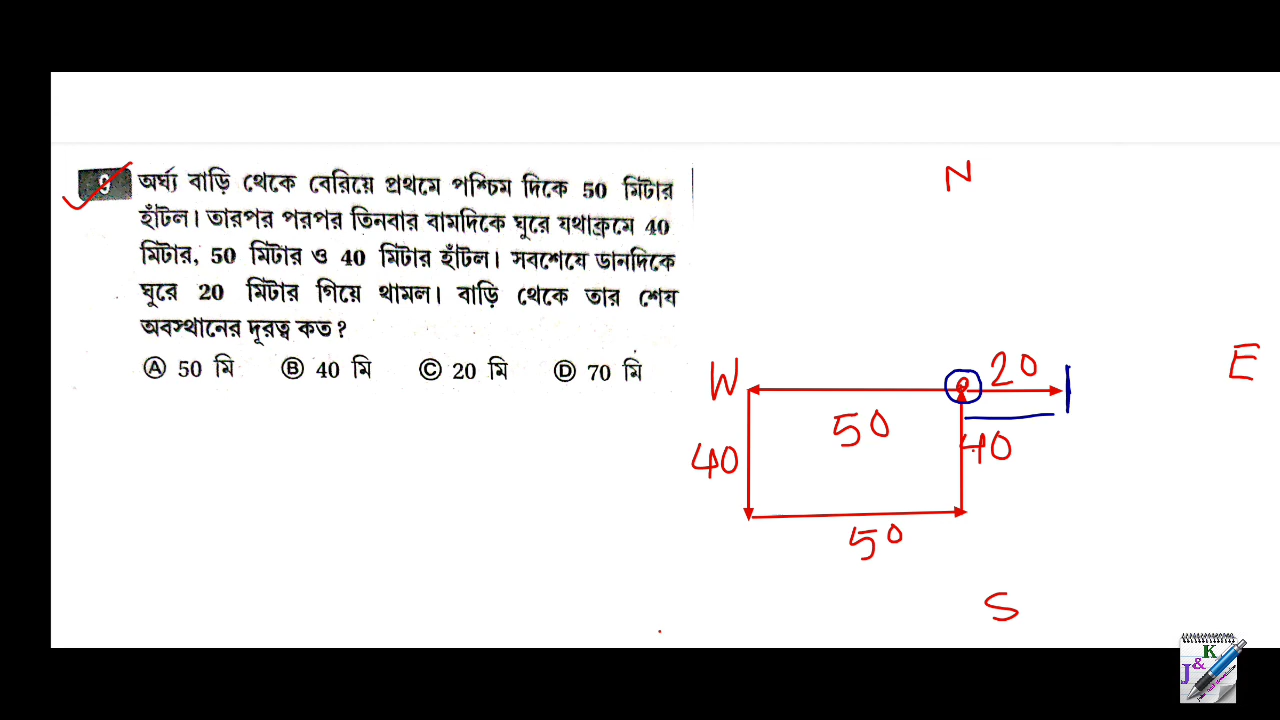 9 অর্ঘ্য বাড়ি থেকে বেরিয়ে প্রথমে পশ্চিম দিকে 50 মিটার
হাঁটল। তারপর পরপর তিনবার বামদিকে ঘুরে যথাক্রমে 40
মিটার, 50 মিটার ও 40 মিটার হাঁটল। সবশেষে ডানদিকে
ঘুরে 20 মিটার গিয়ে থামল। বাড়ি থেকে তার শেষ
অবস্থানের দূরত্ব কত?
Ⓐ 50 মি Ⓑ 40 মি Ⓒ 20 মি Ⓓ 70 মি
N
W
20
E
50
40
40
50
S
J&K